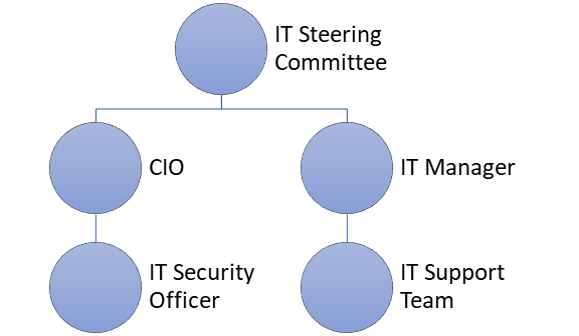 IT Steering
Committee
CIO
IT Manager
IT Security
Officer
IT Support
Team